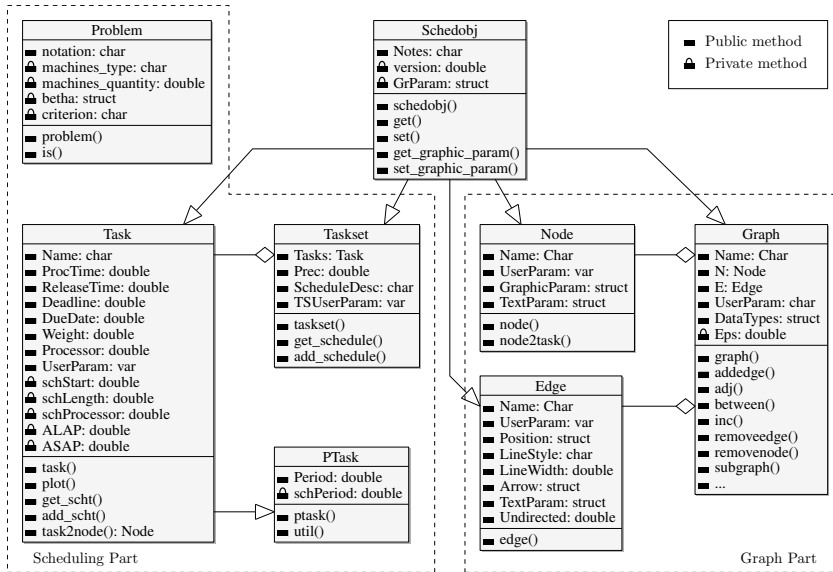 Problem
notation: char
machines_type: char
machines_quantity: double
betha: struct
criterion: char
problem()
is()
Schedobj
Notes: char
version: double
GrParam: struct
schedobj()
get()
set()
get_graphic_param()
set_graphic_param()
Public method
Private method
Task
Name: char
ProcTime: double
ReleaseTime: double
Deadline: double
DueDate: double
Weight: double
Processor: double
UserParam: var
schStart: double
schLength: double
schProcessor: double
ALAP: double
ASAP: double
task()
plot()
get_scht()
add_scht()
task2node(): Node
Taskset
Tasks: Task
Prec: double
ScheduleDesc: char
TSUserParam: var
taskset()
get_schedule()
add_schedule()
PTask
Period: double
schPeriod: double
ptask()
util()
Scheduling Part
Node
Name: Char
UserParam: var
GraphicParam: struct
TextParam: struct
node()
node2task()
Edge
Name: Char
UserParam: var
Position: struct
LineStyle: char
LineWidth: double
Arrow: struct
TextParam: struct
Undirected: double
edge()
Graph
Name: Char
N: Node
E: Edge
UserParam: char
DataTypes: struct
Eps: double
graph()
addedge()
adj()
between()
inc()
removeedge()
removenode()
subgraph()
...
Graph Part